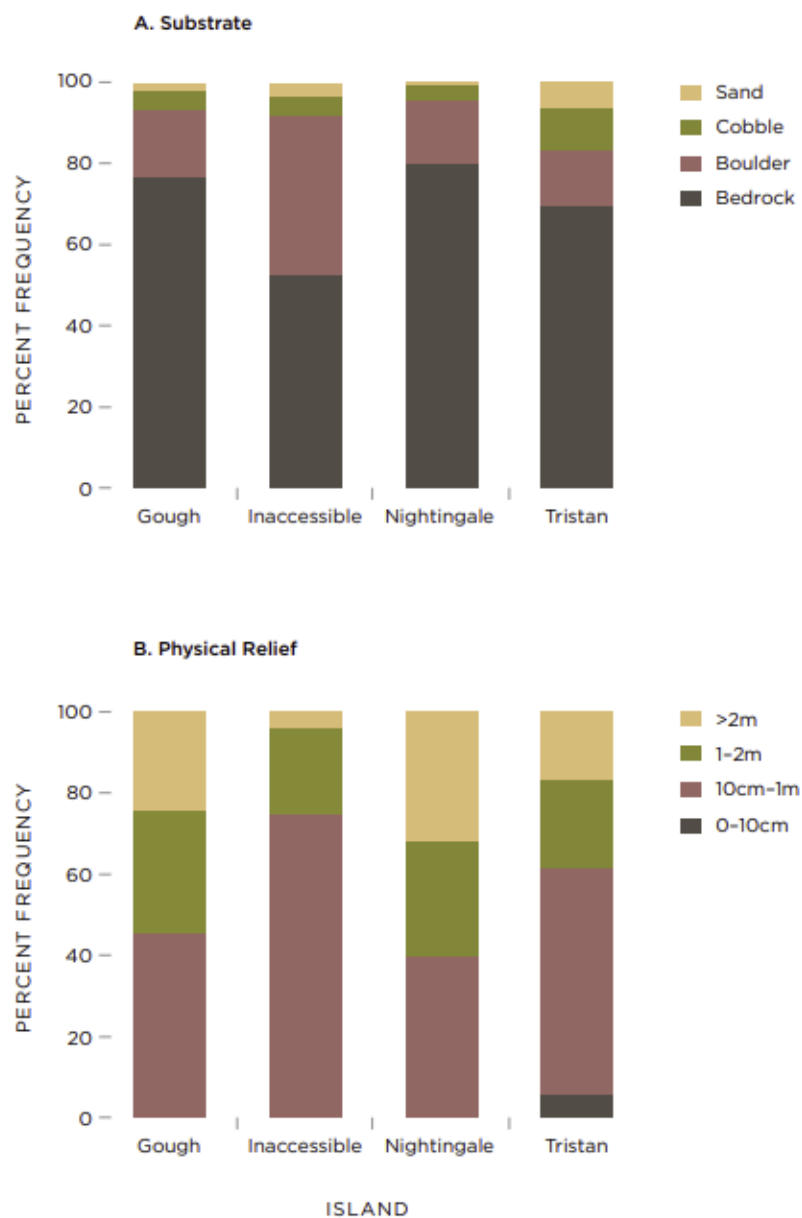 A. Substrate
PERCENT FREQUENCY
100
80
60
40
20
0
Gough
Inaccessible
Nightingale
Tristan
Sand
Cobble
Boulder
Bedrock
B. Physical Relief
PERCENT FREQUENCY
100
80
60
40
20
0
Gough
Inaccessible
Nightingale
Tristan
>2m
1–2m
10cm–1m
0–10cm
ISLAND